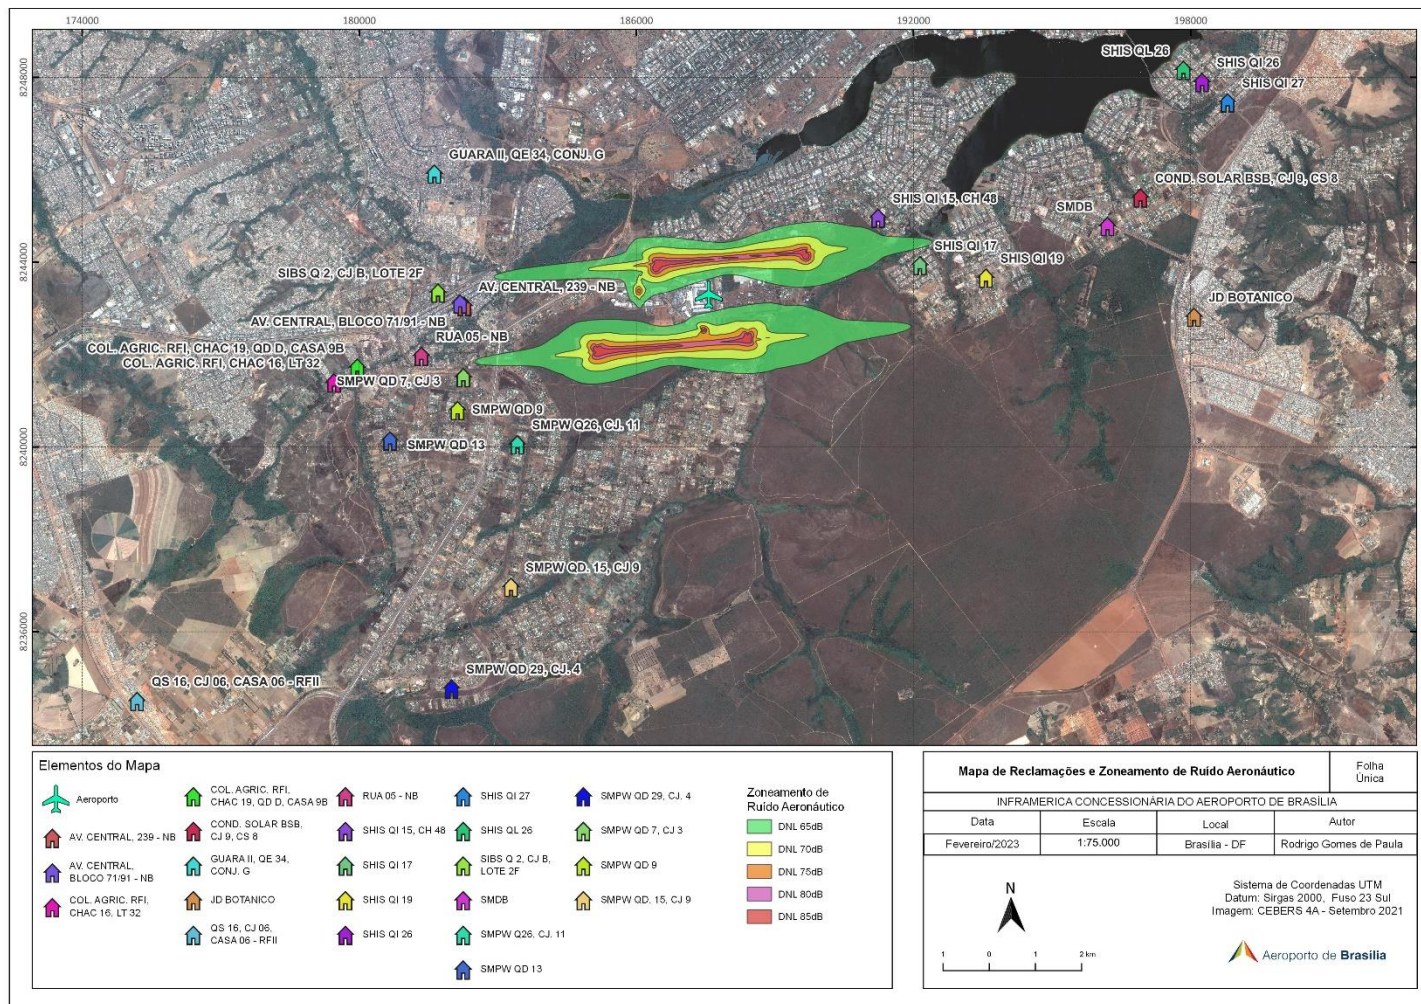 174000
180000
186000
192000
198000
8248000
8244000
8240000
8236000
SHIS QL 26
SHIS QI 26
SHIS QI 27
GUARA II, QE 34, CONJ. G
COND. SOLAR BSB, CJ 9, CS 8
SHIS QI 15, CH 48
SMDB
SHIS QI 17
SHIS QI 19
SIBS Q 2, CJ B, LOTE 2F
AV. CENTRAL, 239 - NB
JD BOTANICO
AV. CENTRAL, BLOCO 71/91 - NB
RUA 05 - NB
COL. AGRIC. RFI, CHAC 19, QD D, CASA 9B
COL. AGRIC. RFI, CHAC 16, LT 32
SMPW QD 7, CJ 3
SMPW QD 9
SMPW Q26, CJ. 11
SMPW QD 13
SMPW QD. 15, CJ 9
SMPW QD 29, CJ. 4
QS 16, CJ 06, CASA 06 - RFII
Elementos do Mapa
Aeroporto
AV. CENTRAL, 239 - NB
AV. CENTRAL,
BLOCO 71/91 - NB
COL. AGRIC. RFI,
CHAC 16, LT 32
COL. AGRIC. RFI,
CHAC 19, QD D, CASA 9B
COND. SOLAR BSB,
CJ 9, CS 8
GUARA II, QE 34,
CONJ. G
JD BOTANICO
QS 16, CJ 06,
CASA 06 - RFII
RUA 05 - NB
SHIS QI 15, CH 48
SHIS QI 17
SHIS QI 19
SHIS QI 26
SHIS QI 27
SHIS QL 26
SIBS Q 2, CJ B,
LOTE 2F
SMDB
SMPW Q26, CJ. 11
SMPW QD 13
SMPW QD 29, CJ. 4
SMPW QD 7, CJ 3
SMPW QD 9
SMPW QD. 15, CJ 9
Zoneamento de
Ruído Aeronáutico
DNL 65dB
DNL 70dB
DNL 75dB
DNL 80dB
DNL 85dB
Mapa de Reclamações e Zoneamento de Ruído Aeronáutico
Folha
Única
INFRAMERICA CONCESSIONÁRIA DO AEROPORTO DE BRASÍLIA
Data
Escala
Local
Autor
Fevereiro/2023
1:75.000
Brasília - DF
Rodrigo Gomes de Paula
N
1 0 1 2 km
Sistema de Coordenadas UTM
Datum: Sirgas 2000, Fuso 23 Sul
Imagem: CEBERS 4A - Setembro 2021
Aeroporto de Brasília